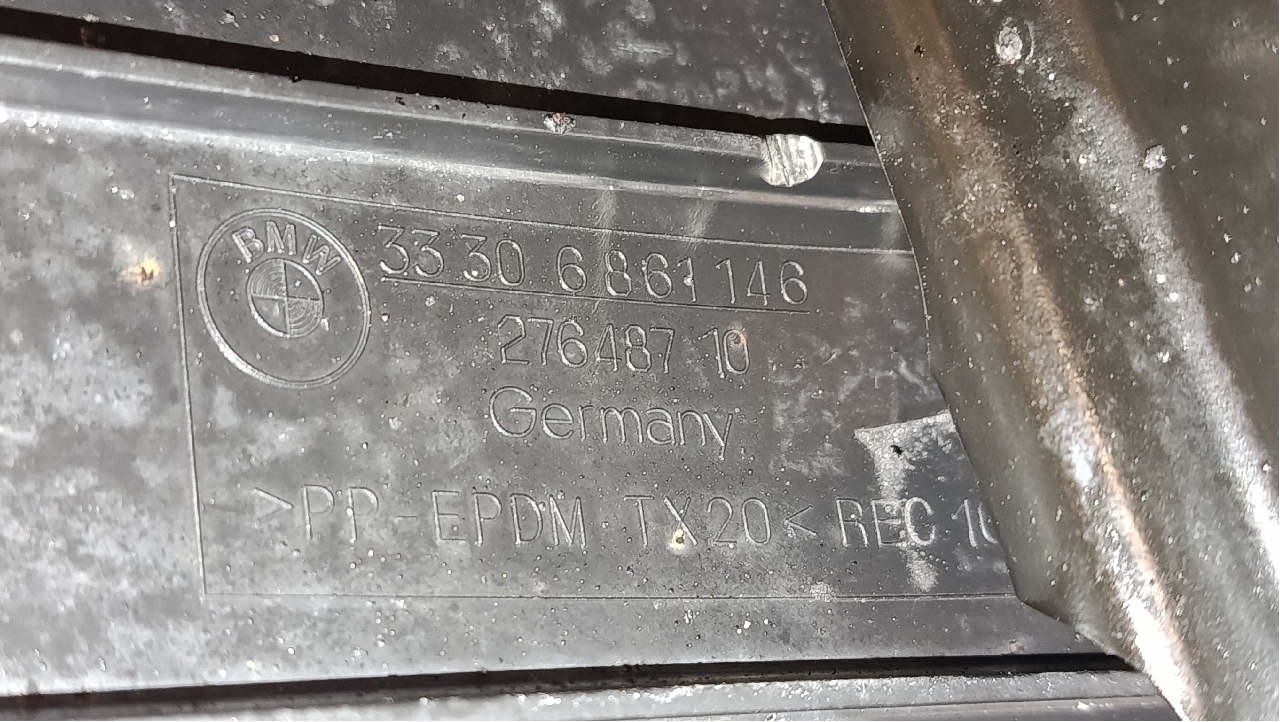 BMW
33 30 6 861 146
276487 10
Germany
>PP-EPDM TX20< REC